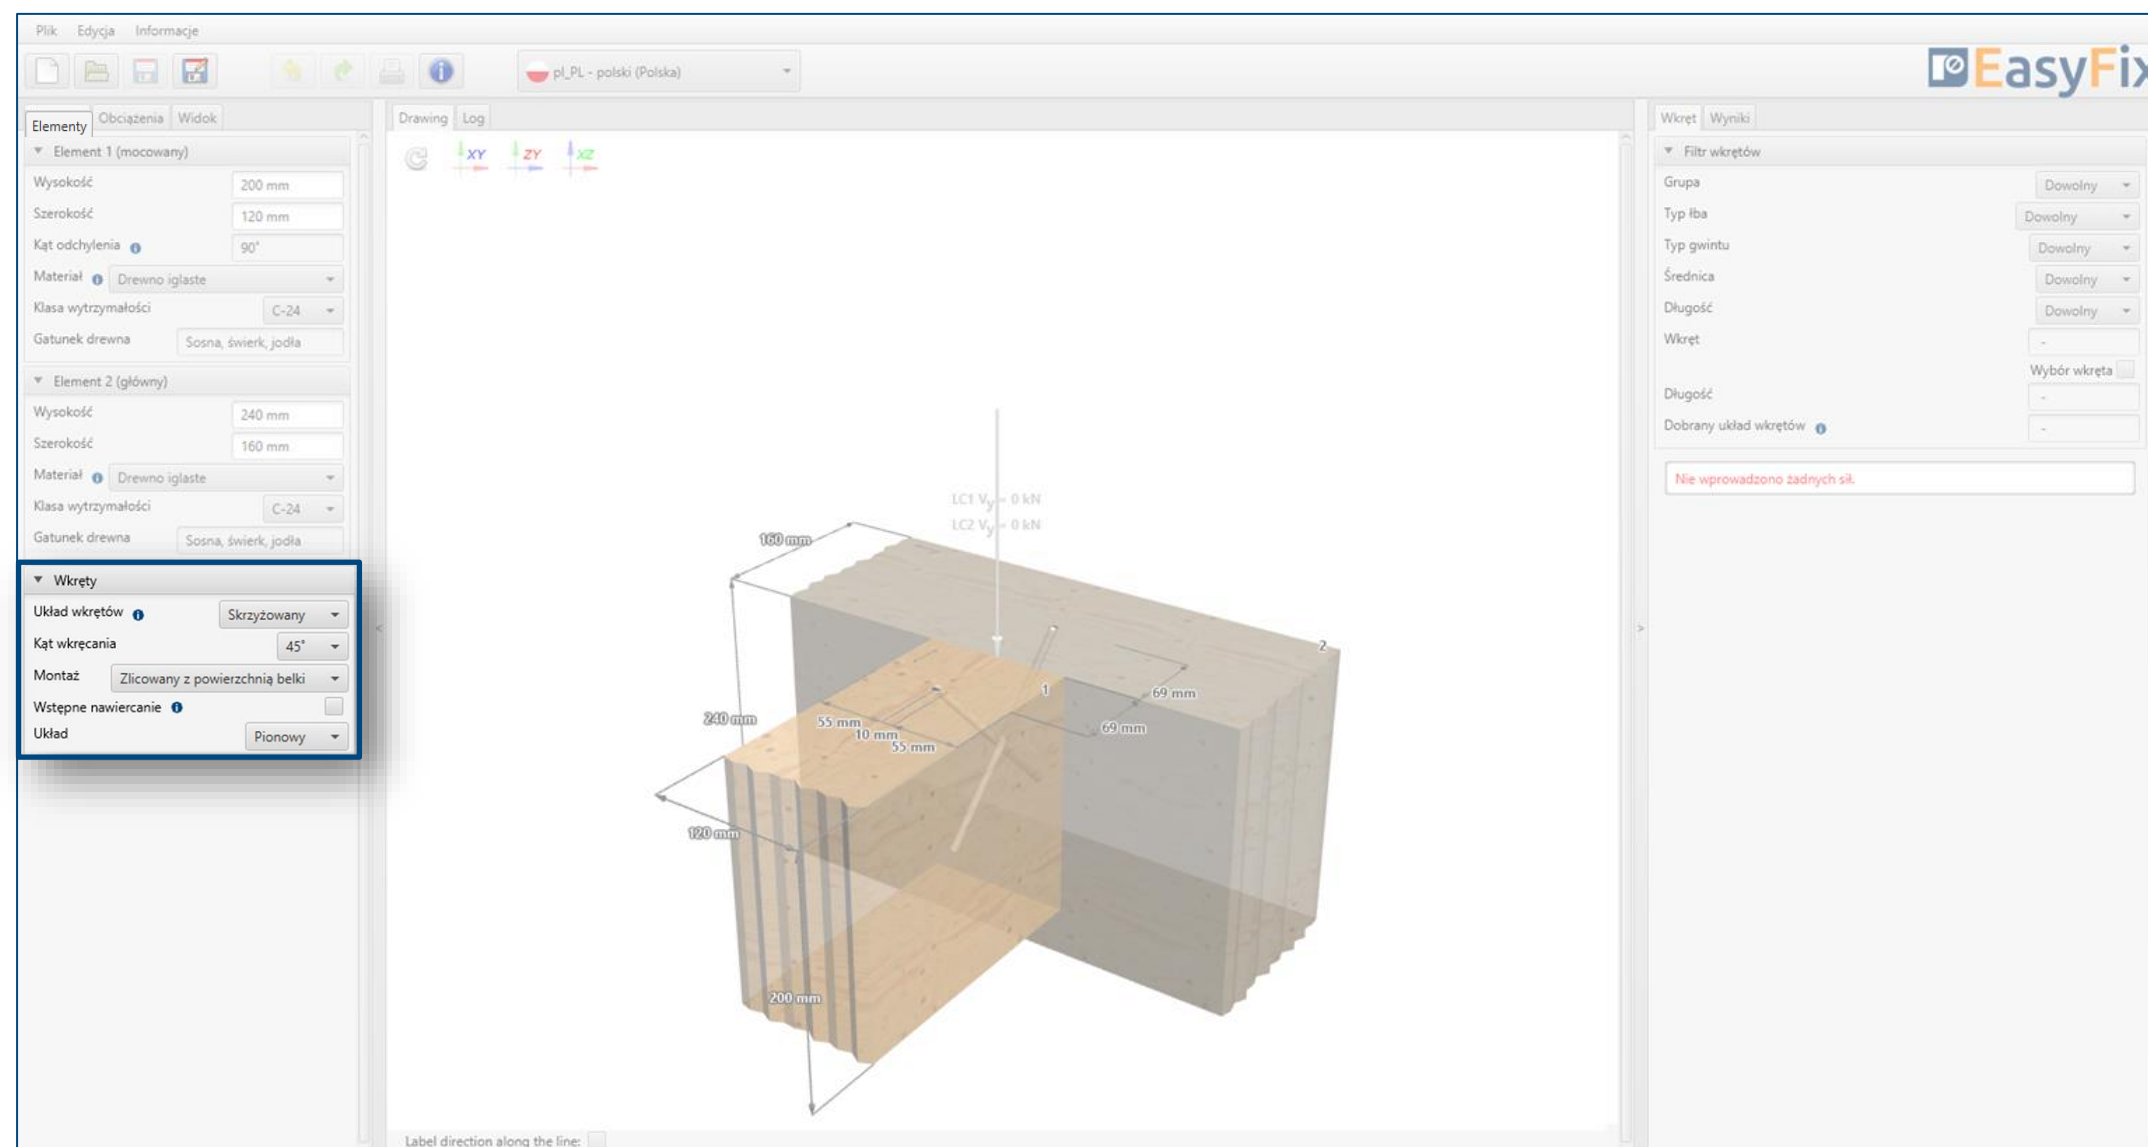 Plik Edycja Informacje
pl_PL - polski (Polska)
EasyFix
Elementy Obciążenia Widok
Element 1 (mocowany)
Wysokość 200 mm
Szerokość 120 mm
Kąt odchylenia 90°
Materiał Drewno iglaste
Klasa wytrzymałości C-24
Gatunek drewna Sosna, świerk, jodła
Element 2 (główny)
Wysokość 240 mm
Szerokość 160 mm
Materiał Drewno iglaste
Klasa wytrzymałości C-24
Gatunek drewna Sosna, świerk, jodła
Wkręty
Układ wkrętów Skrzyżowany
Kąt wkręcania 45°
Montaż Zlicowany z powierzchnią belki
Wstępne nawiercanie
Układ Pionowy
Drawing Log
XY ZY XZ
LC1 Vy = 0 kN
LC2 Vy = 0 kN
160 mm
2
1
69 mm
240 mm
55 mm
10 mm
55 mm
69 mm
120 mm
200 mm
Label direction along the line:
Wkręt Wyniki
Filtr wkrętów
Grupa Dowolny
Typ łba Dowolny
Typ gwintu Dowolny
Średnica Dowolny
Długość Dowolny
Wkręt -
Wybór wkręta
Długość -
Dobrany układ wkrętów -
Nie wprowadzono żadnych sił.